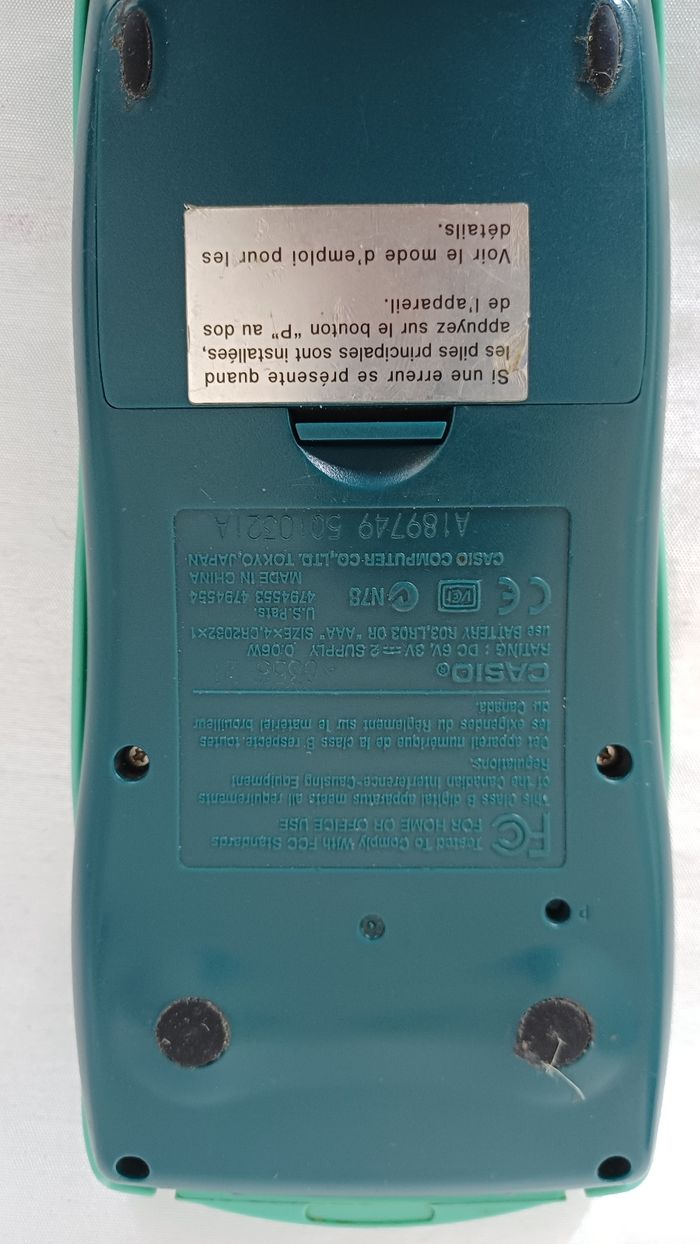 P
FC Tested To Comply With FCC Standards
FOR HOME OR OFFICE USE
This Class B digital apparatus meets all requirements
of the Canadian Interference-Causing Equipment
Regulations.
Cet appareil numérique de la class B respecte toutes
les exigences du Règlement sur le matériel brouilleur
du Canada.
CASIO®
RATING : DC 6V, 3V⎓2 SUPPLY 0.06W
use BATTERY R03,LR03 OR "AAA" SIZE×4,CR2032×1
U.S.Pats.
CE VCI N78 4794553 4794554
MADE IN CHINA
CASIO COMPUTER CO.,LTD. TOKYO,JAPAN
A189749 5010321A
Si une erreur se présente quand
les piles principales sont installées,
appuyez sur le bouton "P" au dos
de l'appareil.
Voir le mode d'emploi pour les
détails.